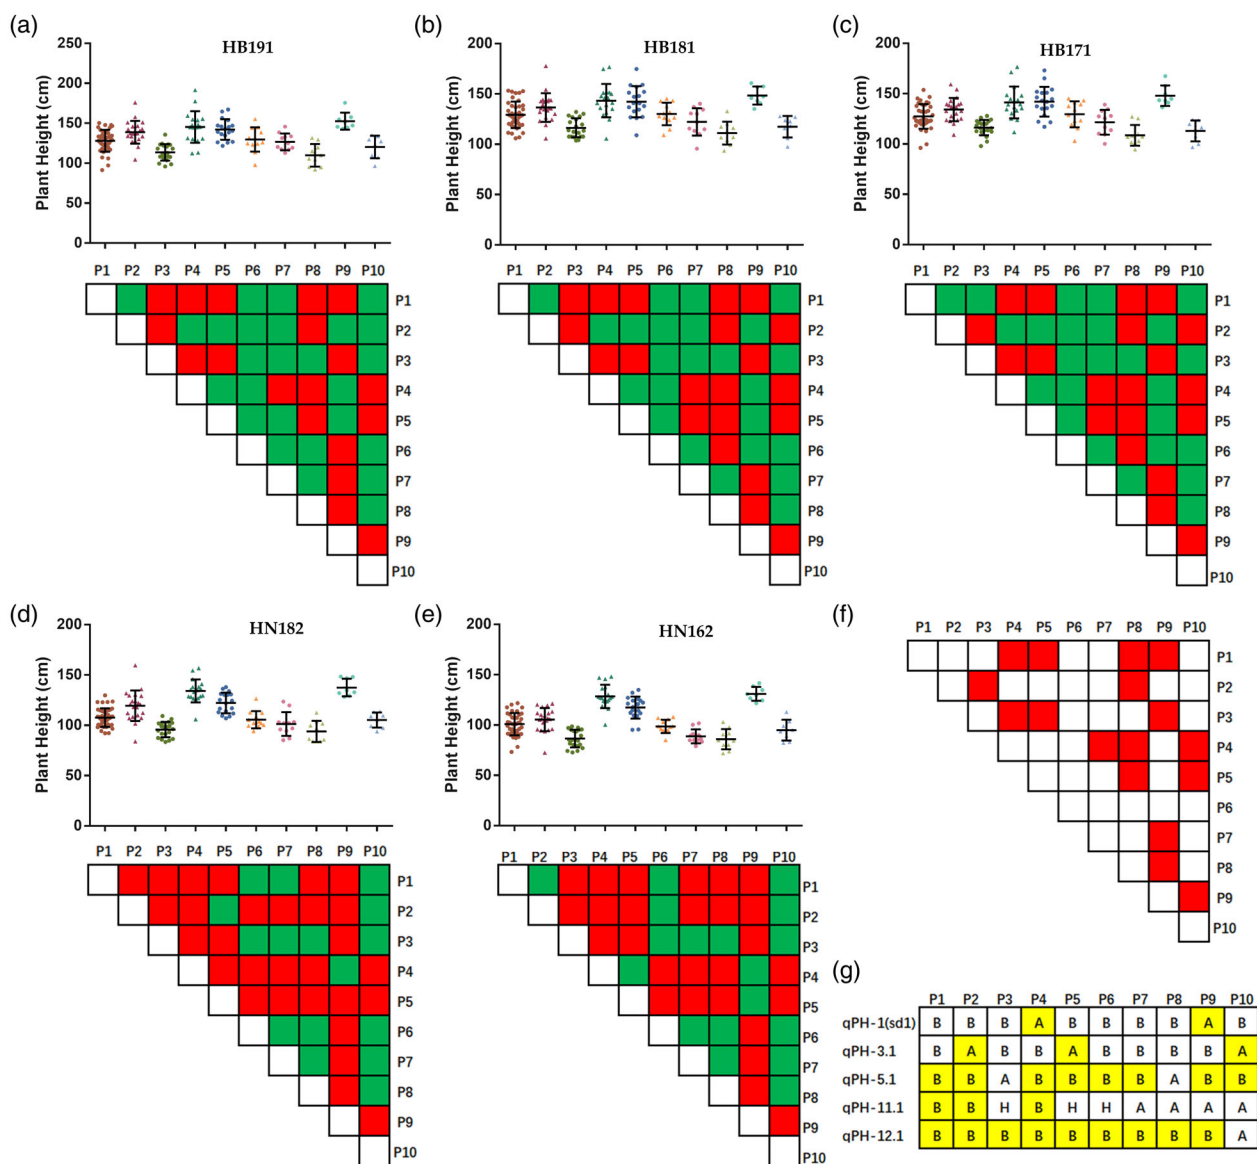 (a)
HB191
Plant Height (cm)
250
200
150
100
50
0
P1 P2 P3 P4 P5 P6 P7 P8 P9 P10
P1
P2
P3
P4
P5
P6
P7
P8
P9
P10
(b)
HB181
Plant Height (cm)
200
150
100
50
0
P1 P2 P3 P4 P5 P6 P7 P8 P9 P10
P1
P2
P3
P4
P5
P6
P7
P8
P9
P10
(c)
HB171
Plant Height (cm)
200
150
100
50
0
P1 P2 P3 P4 P5 P6 P7 P8 P9 P10
P1
P2
P3
P4
P5
P6
P7
P8
P9
P10
(d)
HN182
Plant Height (cm)
200
150
100
50
0
P1 P2 P3 P4 P5 P6 P7 P8 P9 P10
P1
P2
P3
P4
P5
P6
P7
P8
P9
P10
(e)
HN162
Plant Height (cm)
200
150
100
50
0
P1 P2 P3 P4 P5 P6 P7 P8 P9 P10
P1
P2
P3
P4
P5
P6
P7
P8
P9
P10
(f)
P1 P2 P3 P4 P5 P6 P7 P8 P9 P10
P1
P2
P3
P4
P5
P6
P7
P8
P9
P10
(g)
P1 P2 P3 P4 P5 P6 P7 P8 P9 P10
qPH-1(sd1) B B B A B B B B A B
qPH-3.1 B A B B A B B B B A
qPH-5.1 B B A B B B B A B B
qPH-11.1 B B H B H H A A A A
qPH-12.1 B B B B B B B B B A